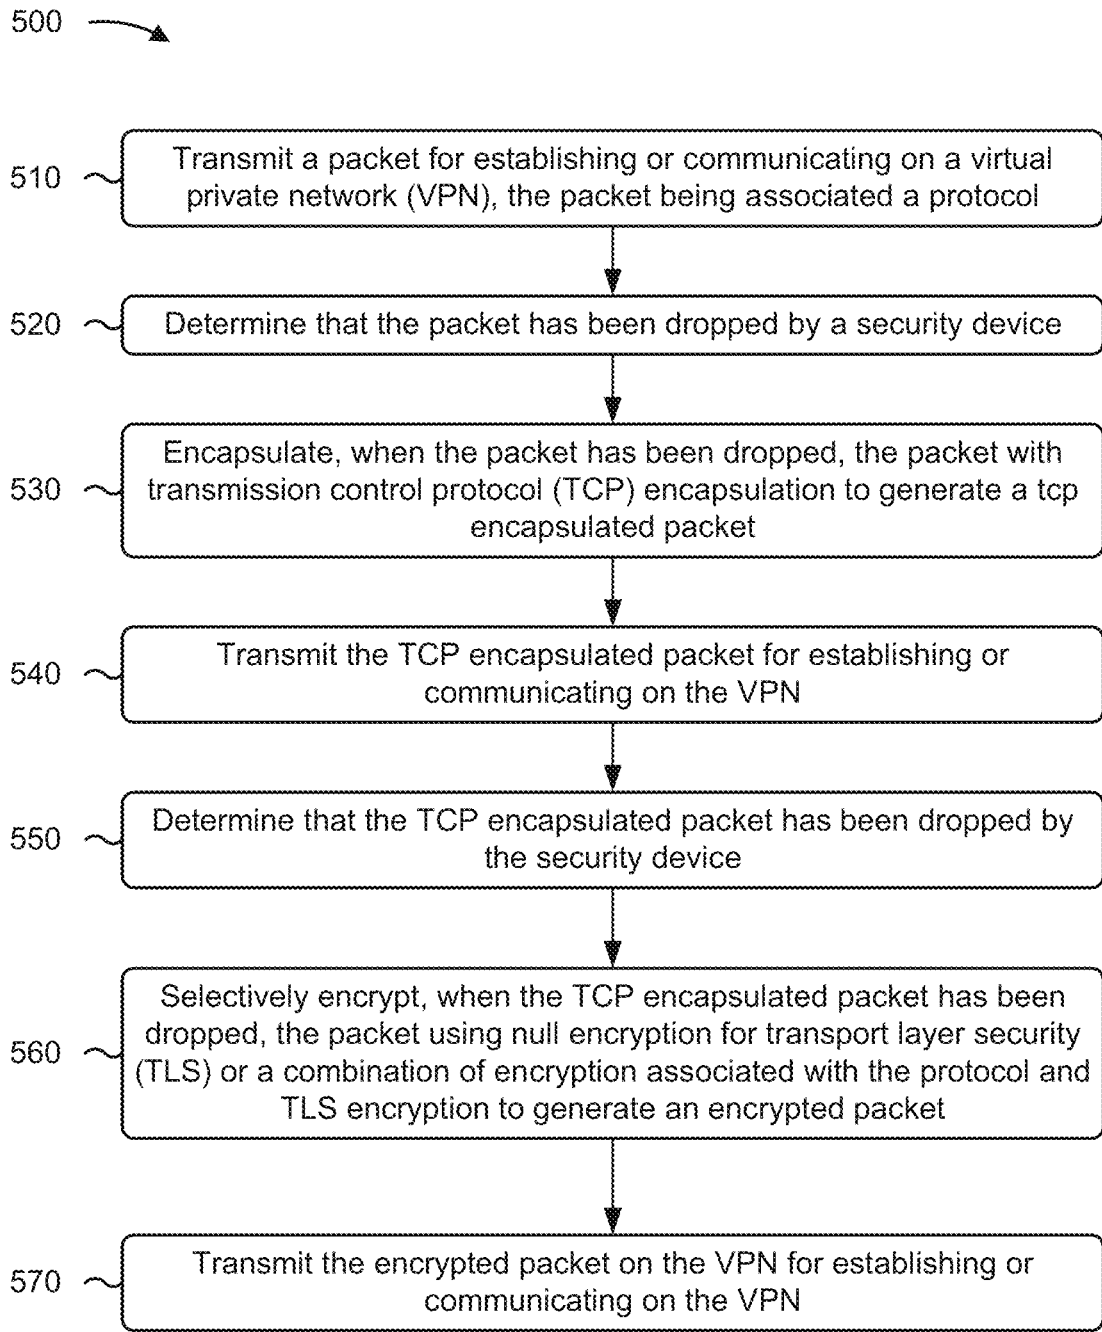 500
510
Transmit a packet for establishing or communicating on a virtual
private network (VPN), the packet being associated a protocol
520
Determine that the packet has been dropped by a security device
530
Encapsulate, when the packet has been dropped, the packet with
transmission control protocol (TCP) encapsulation to generate a tcp
encapsulated packet
540
Transmit the TCP encapsulated packet for establishing or
communicating on the VPN
550
Determine that the TCP encapsulated packet has been dropped by
the security device
560
Selectively encrypt, when the TCP encapsulated packet has been
dropped, the packet using null encryption for transport layer security
(TLS) or a combination of encryption associated with the protocol and
TLS encryption to generate an encrypted packet
570
Transmit the encrypted packet on the VPN for establishing or
communicating on the VPN